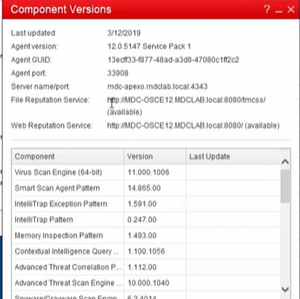 Component Versions
Last updated: 3/12/2019
Agent version: 12.0.5147 Service Pack 1
Agent GUID: 13ecff33-f877-48ad-a3d8-47080c1ff2c2
Agent port: 33908
Server name/port: mdc-apexo.mdclab.local:4343
File Reputation Service: http://MDC-OSCE12.MDCLAB.local:8080/tmcss/
(available)
Web Reputation Service: http://MDC-OSCE12.MDCLAB.local:8080/ (available)
Component Version Last Update
Virus Scan Engine (64-bit) 11.000.1006
Smart Scan Agent Pattern 14.865.00
IntelliTrap Exception Pattern 1.591.00
IntelliTrap Pattern 0.247.00
Memory Inspection Pattern 1.493.00
Contextual Intelligence Query ... 1.100.1056
Advanced Threat Correlation P... 1.112.00
Advanced Threat Scan Engine ... 10.000.1040
Spyware/Grayware Scan Engin... 6.2.4014